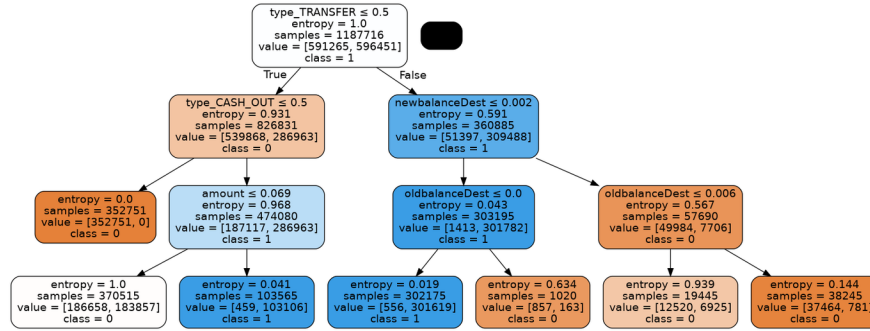 type_TRANSFER ≤ 0.5
entropy = 1.0
samples = 1187716
value = [591265, 596451]
class = 1
True
False
type_CASH_OUT ≤ 0.5
entropy = 0.931
samples = 826831
value = [539868, 286963]
class = 0
newbalanceDest ≤ 0.002
entropy = 0.591
samples = 360885
value = [51397, 309488]
class = 1
entropy = 0.0
samples = 352751
value = [352751, 0]
class = 0
amount ≤ 0.069
entropy = 0.968
samples = 474080
value = [187117, 286963]
class = 1
oldbalanceDest ≤ 0.0
entropy = 0.043
samples = 303195
value = [1413, 301782]
class = 1
oldbalanceDest ≤ 0.006
entropy = 0.567
samples = 57690
value = [49984, 7706]
class = 0
entropy = 1.0
samples = 370515
value = [186658, 183857]
class = 0
entropy = 0.041
samples = 103565
value = [459, 103106]
class = 1
entropy = 0.019
samples = 302175
value = [556, 301619]
class = 1
entropy = 0.634
samples = 1020
value = [857, 163]
class = 0
entropy = 0.939
samples = 19445
value = [12520, 6925]
class = 0
entropy = 0.144
samples = 38245
value = [37464, 781]
class = 0